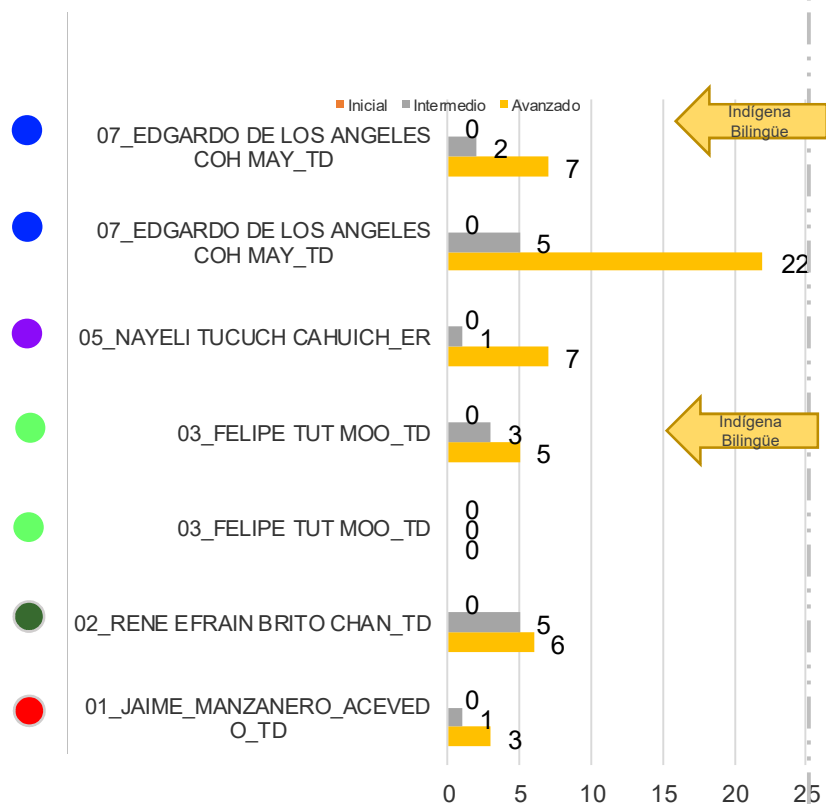 Inicial Intermedio Avanzado
Indígena
Bilingüe
07_EDGARDO DE LOS ANGELES
COH MAY_TD
0
2
7
07_EDGARDO DE LOS ANGELES
COH MAY_TD
0
5
22
05_NAYELI TUCUCH CAHUICH_ER
0
1
7
03_FELIPE TUT MOO_TD
0
3
5
Indígena
Bilingüe
03_FELIPE TUT MOO_TD
0
0
0
02_RENE EFRAIN BRITO CHAN_TD
0
5
6
01_JAIME_MANZANERO_ACEVED
O_TD
0
1
3
0 5 10 15 20 25